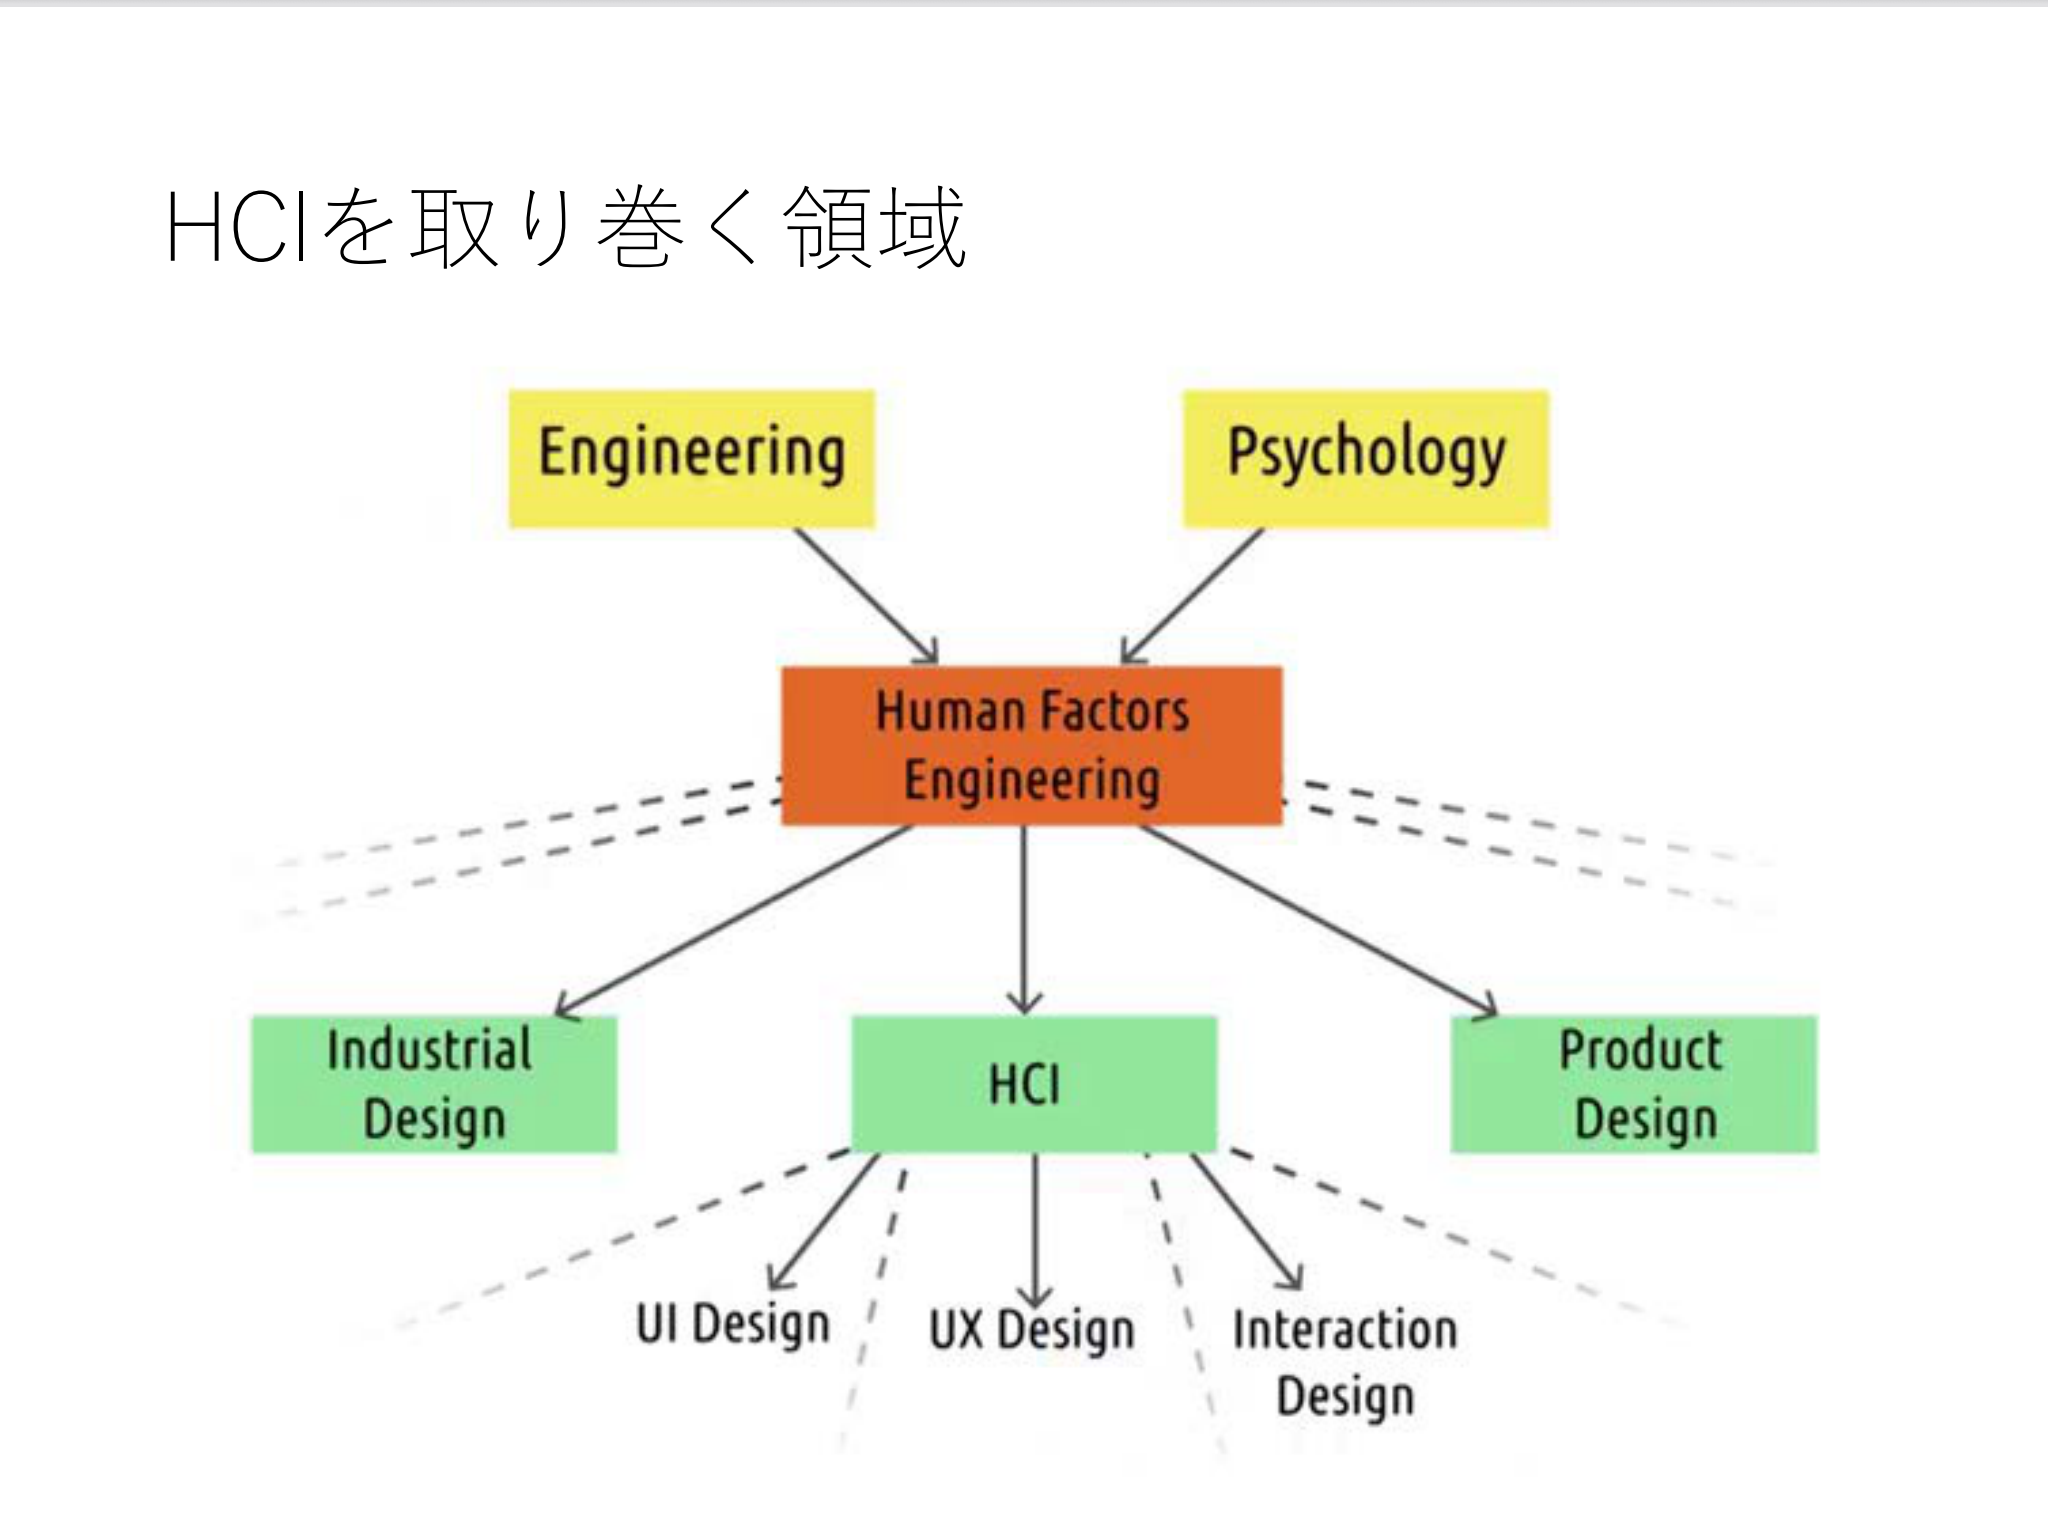 HCIを取り巻く領域
Engineering
Psychology
Human Factors
Engineering
Industrial
Design
HCI
Product
Design
UI Design
UX Design
Interaction
Design